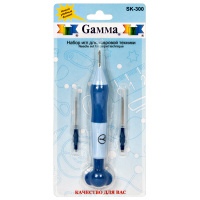 SK-300
Gamma
Набор игл для ковровой техники
КАЧЕСТВО ДЛЯ ВАС